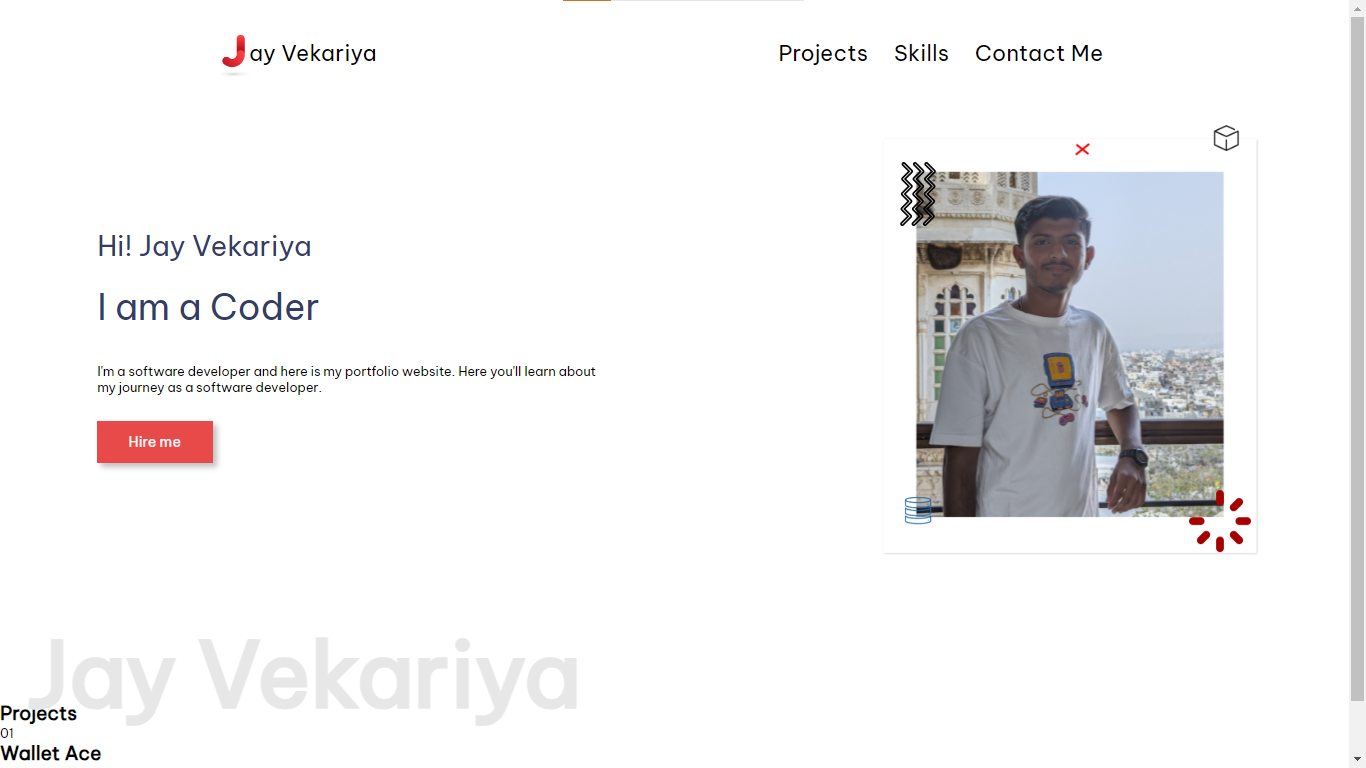 Jay Vekariya
Projects Skills Contact Me
Hi! Jay Vekariya
I am a Coder
I'm a software developer and here is my portfolio website. Here you'll learn about
my journey as a software developer.
Hire me
Jay Vekariya
Projects
01
Wallet Ace